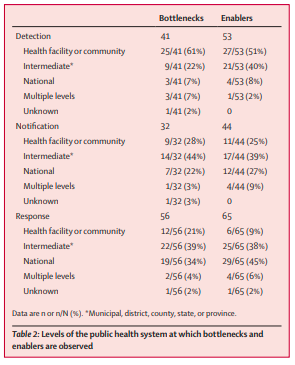 Bottlenecks Enablers
Detection 41 53
Health facility or community 25/41 (61%) 27/53 (51%)
Intermediate* 9/41 (22%) 21/53 (40%)
National 3/41 (7%) 4/53 (8%)
Multiple levels 3/41 (7%) 1/53 (2%)
Unknown 1/41 (2%) 0
Notification 32 44
Health facility or community 9/32 (28%) 11/44 (25%)
Intermediate* 14/32 (44%) 17/44 (39%)
National 7/32 (22%) 12/44 (27%)
Multiple levels 1/32 (3%) 4/44 (9%)
Unknown 1/32 (3%) 0
Response 56 65
Health facility or community 12/56 (21%) 6/65 (9%)
Intermediate* 22/56 (39%) 25/65 (38%)
National 19/56 (34%) 29/65 (45%)
Multiple levels 2/56 (4%) 4/65 (6%)
Unknown 1/56 (2%) 1/65 (2%)
Data are n or n/N (%). *Municipal, district, county, state, or province.
Table 2: Levels of the public health system at which bottlenecks and
enablers are observed